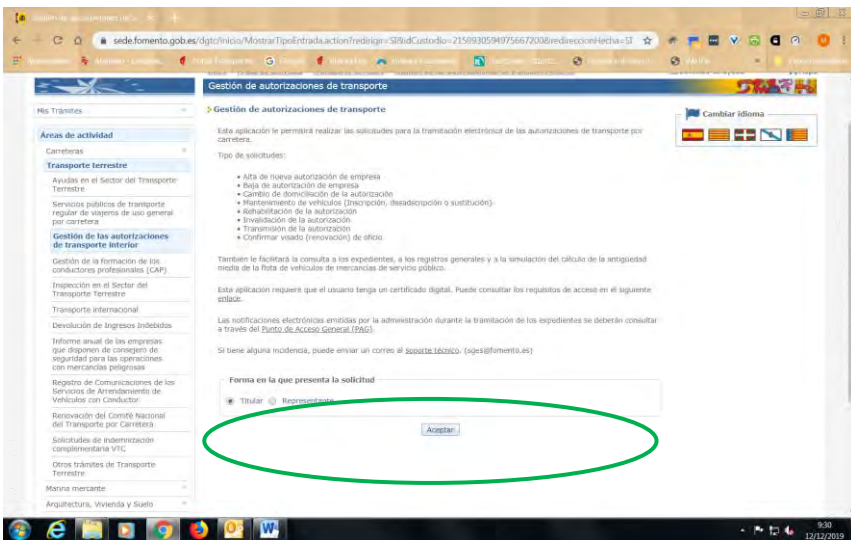 sede.fomento.gob.es/dgtc/inicio/MostrarTipoEntrada.action?redirigir=SI&idCustodio=2159930594975667200&redireccionHecha=SI
Gestión de autorizaciones de transporte
Mis Trámites
Áreas de actividad
Carreteras
Transporte terrestre
Ayudas en el Sector del Transporte
Terrestre
Servicios públicos de transporte
regular de viajeros de uso general
por carretera
Gestión de las autorizaciones
de transporte interior
Gestión de la formación de los
conductores profesionales (CAP)
Inspección en el Sector del
Transporte Terrestre
Transporte internacional
Devolución de Ingresos Indebidos
Informe anual de las empresas
que disponen de consejero de
seguridad para las operaciones
con mercancías peligrosas
Registro de Comunicaciones de los
Servicios de Arrendamiento de
Vehículos con Conductor
Renovación del Comité Nacional
del Transporte por Carretera
Solicitudes de indemnización
complementaria VTC
Otros trámites de Transporte
Terrestre
Marina mercante
Arquitectura, Vivienda y Suelo
Gestión de autorizaciones de transporte
Esta aplicación le permitirá realizar las solicitudes para la tramitación electrónica de las autorizaciones de transporte por
carretera.
Tipo de solicitudes:
• Alta de nueva autorización de empresa
• Baja de autorización de empresa
• Cambio de domiciliación de la autorización
• Mantenimiento de vehículos (Inscripción, desadscripción o sustitución)
• Rehabilitación de la autorización
• Invalidación de la autorización
• Transmisión de la autorización
• Confirmar visado (renovación) de oficio
También le facilitará la consulta a los expedientes, a los registros generales y a la simulación del cálculo de la antigüedad
media de la flota de vehículos de mercancías de servicio público.
Esta aplicación requiere que el usuario tenga un certificado digital. Puede consultar los requisitos de acceso en el siguiente
enlace.
Las notificaciones electrónicas emitidas por la administración durante la tramitación de los expedientes se deberán consultar
a través del Punto de Acceso General (PAG).
Si tiene alguna incidencia, puede enviar un correo al soporte técnico. (sges@fomento.es)
Forma en la que presenta la solicitud
Titular Representante
Aceptar
Cambiar idioma
9:30
12/12/2019